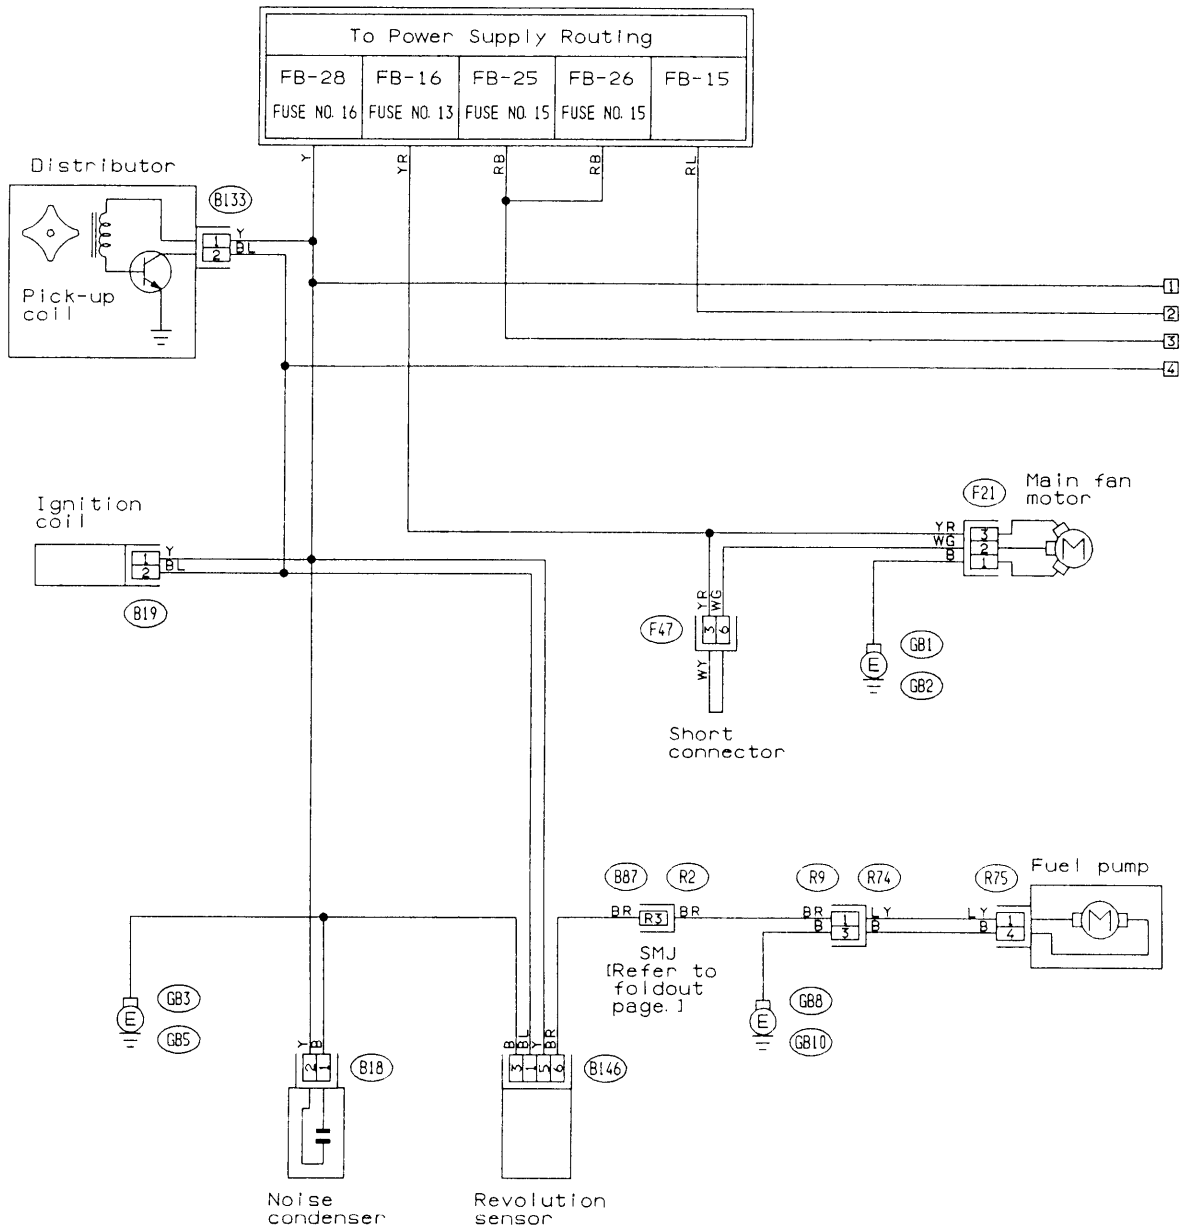 To Power Supply Routing
FB-28 FB-16 FB-25 FB-26 FB-15
FUSE NO. 16 FUSE NO. 13 FUSE NO. 15 FUSE NO. 15
Y YR RB RB RL
Distributor
B133
1 Y
2 BL
Pick-up
coil
1
2
3
4
Ignition
coil
1 Y
2 BL
B19
F21
Main fan
motor
YR 3
WG 2
B 1
M
YR WG
F47
3 6
WY
Short
connector
E
GB1
GB2
Fuel pump
B87 R2 R9 R74 R75
BR R3 BR BR 1 LY LY 1
B 3 B B 4
M
SMJ
[Refer to
foldout
page.]
E
GB3
GB5
E
GB8
GB10
Y B
2 1
B18
B BL Y BR
3 1 5 6
B146
Noise
condenser
Revolution
sensor